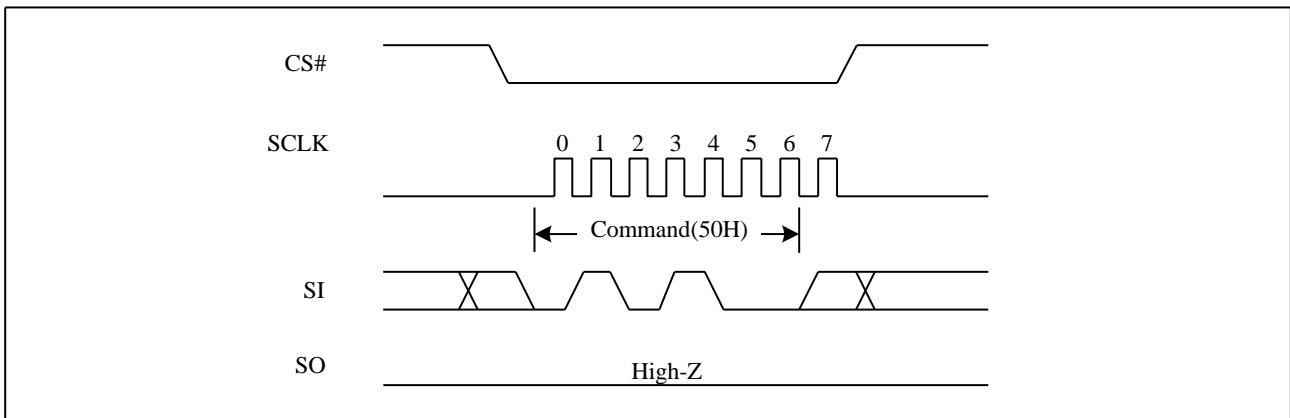 CS#
SCLK
0 1 2 3 4 5 6 7
Command(50H)
SI
SO
High-Z